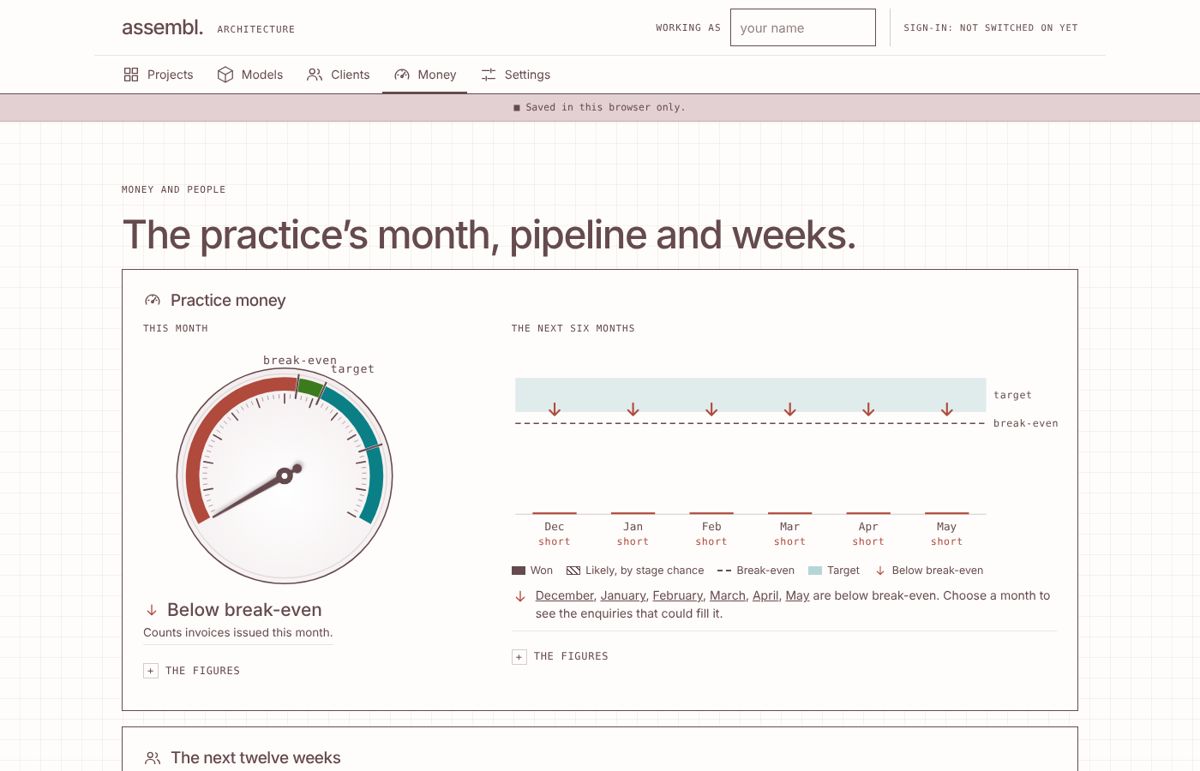 assembl. ARCHITECTURE
WORKING AS
your name
SIGN-IN: NOT SWITCHED ON YET
Projects
Models
Clients
Money
Settings
Saved in this browser only.
MONEY AND PEOPLE
The practice’s month, pipeline and weeks.
Practice money
THIS MONTH
break-even
target
Below break-even
Counts invoices issued this month.
+ THE FIGURES
THE NEXT SIX MONTHS
target
break-even
Dec Jan Feb Mar Apr May
short short short short short short
Won Likely, by stage chance Break-even Target Below break-even
December, January, February, March, April, May are below break-even. Choose a month to
see the enquiries that could fill it.
+ THE FIGURES
The next twelve weeks